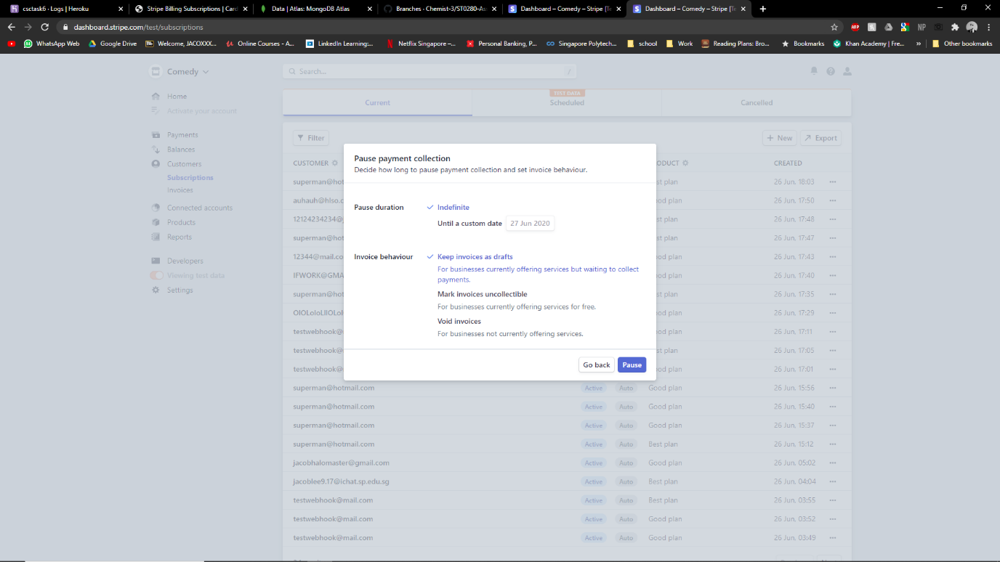 csctask6 · Logs | Heroku
Stripe Billing Subscriptions | Card
Data | Atlas: MongoDB Atlas
Branches · Chemist-3/ST0280-As
Dashboard – Comedy – Stripe [Te
Dashboard – Comedy – Stripe [Te
dashboard.stripe.com/test/subscriptions
WhatsApp Web
Google Drive
Welcome, JACOXXX...
Online Courses - A...
LinkedIn Learning:...
Netflix Singapore –...
Personal Banking, P...
Singapore Polytech...
school
Work
Reading Plans: Bro...
Bookmarks
Khan Academy | Fre...
Other bookmarks
Comedy
Search...
/
Home
Activate your account
Payments
Balances
Customers
Subscriptions
Invoices
Connected accounts
Products
Reports
Developers
Viewing test data
Settings
TEST DATA
Current
Scheduled
Cancelled
Filter
New
Export
CUSTOMER
ODUCT
CREATED
superman@hot
st plan
26 Jun, 18:03
auhauh@hlso.c
od plan
26 Jun, 17:50
12124234234@
st plan
26 Jun, 17:48
superman@hot
st plan
26 Jun, 17:47
12344@mail.co
od plan
26 Jun, 17:43
IFWORK@GMA
od plan
26 Jun, 17:40
superman@hot
st plan
26 Jun, 17:35
od plan
26 Jun, 17:29
testwebhook@
od plan
26 Jun, 17:11
testwebhook@
st plan
26 Jun, 17:05
testwebhook@
od plan
26 Jun, 17:01
superman@hotmail.com
Active
Auto
Good plan
26 Jun, 15:56
superman@hotmail.com
Active
Auto
Good plan
26 Jun, 15:40
superman@hotmail.com
Active
Auto
Good plan
26 Jun, 15:37
superman@hotmail.com
Active
Auto
Best plan
26 Jun, 15:12
jacobhalomaster@gmail.com
Active
Auto
Good plan
26 Jun, 05:02
jacoblee9.17@ichat.sp.edu.sg
Active
Auto
Best plan
26 Jun, 04:04
testwebhook@mail.com
Active
Auto
Best plan
26 Jun, 03:55
testwebhook@mail.com
Active
Auto
Good plan
26 Jun, 03:52
testwebhook@mail.com
Active
Auto
Good plan
26 Jun, 03:49
Pause payment collection
Decide how long to pause payment collection and set invoice behaviour.
Pause duration
Indefinite
Until a custom date
27 Jun 2020
Invoice behaviour
Keep invoices as drafts
For businesses currently offering services but waiting to collect
payments.
Mark invoices uncollectible
For businesses currently offering services for free.
Void invoices
For businesses not currently offering services.
Go back
Pause